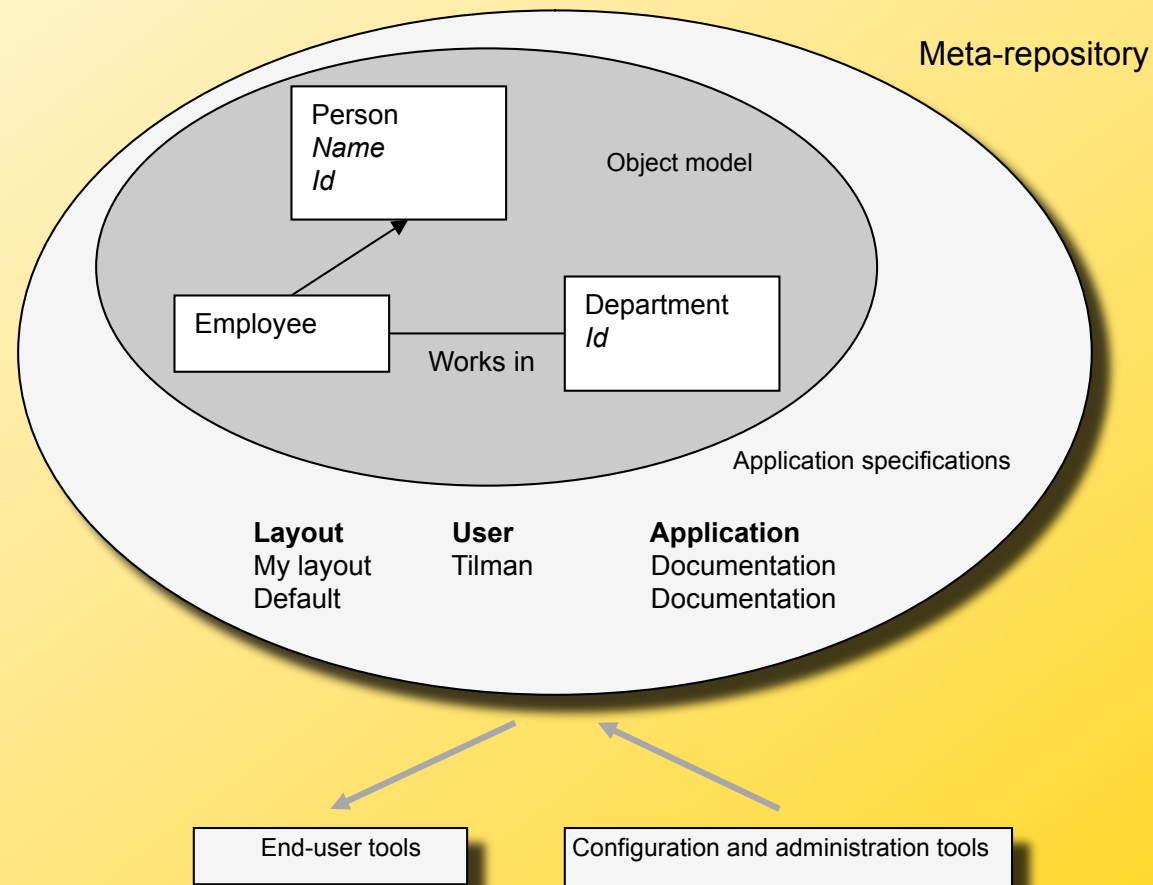 Meta-repository
Person
Name
Id
Object model
Employee
Works in
Department
Id
Application specifications
Layout User Application
My layout Tilman Documentation
Default Documentation
End-user tools
Configuration and administration tools